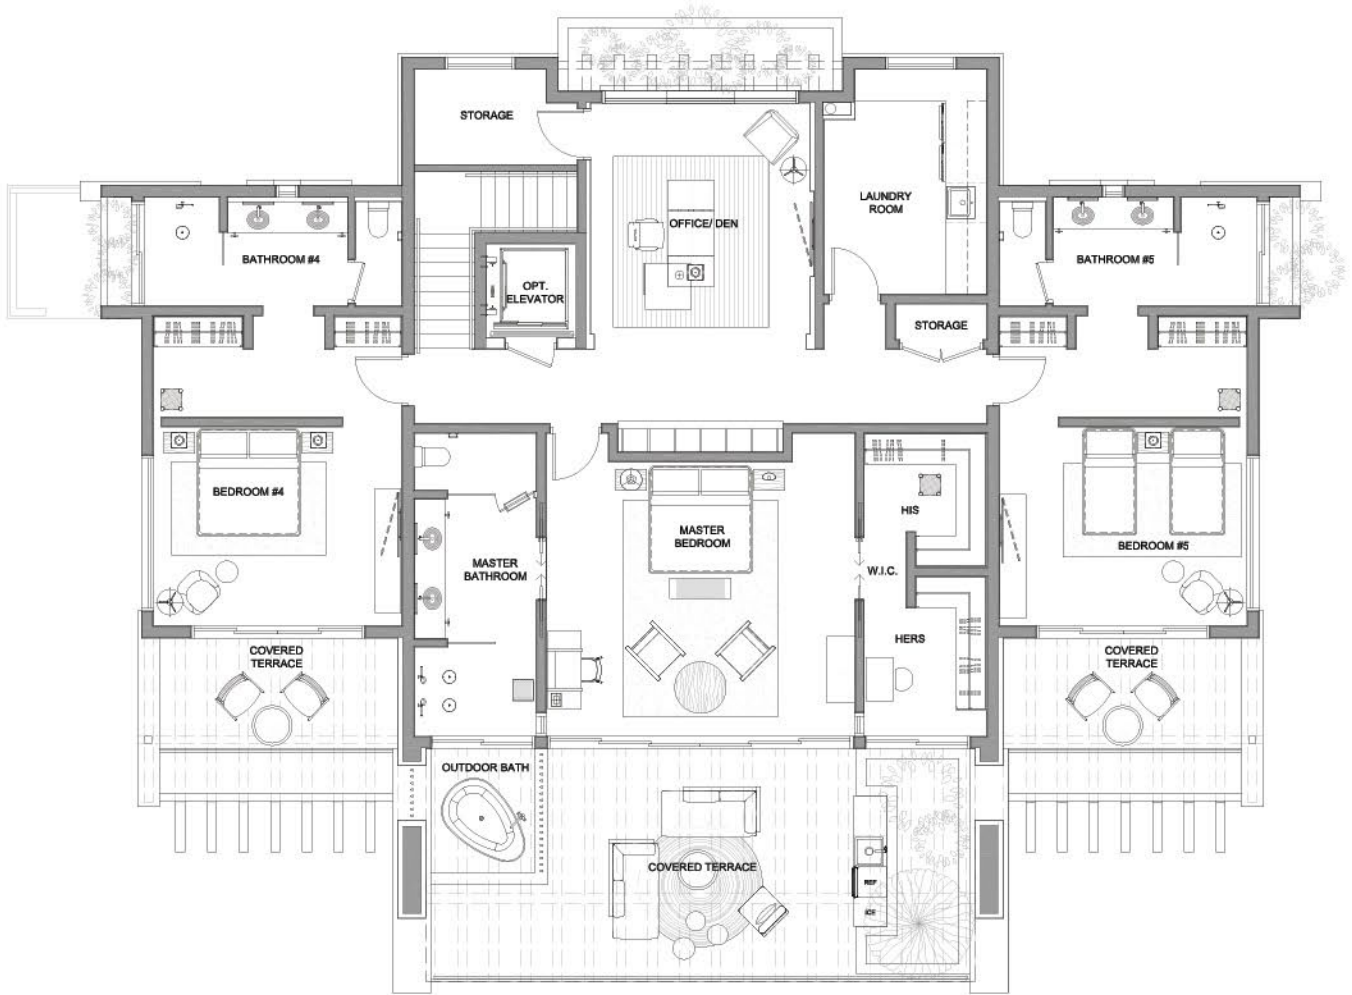 STORAGE
LAUNDRY
ROOM
OFFICE/ DEN
BATHROOM #4
BATHROOM #5
OPT.
ELEVATOR
STORAGE
BEDROOM #4
MASTER
BATHROOM
MASTER
BEDROOM
HIS
W.I.C.
HERS
BEDROOM #5
COVERED
TERRACE
COVERED
TERRACE
OUTDOOR BATH
COVERED TERRACE
REF
ICE